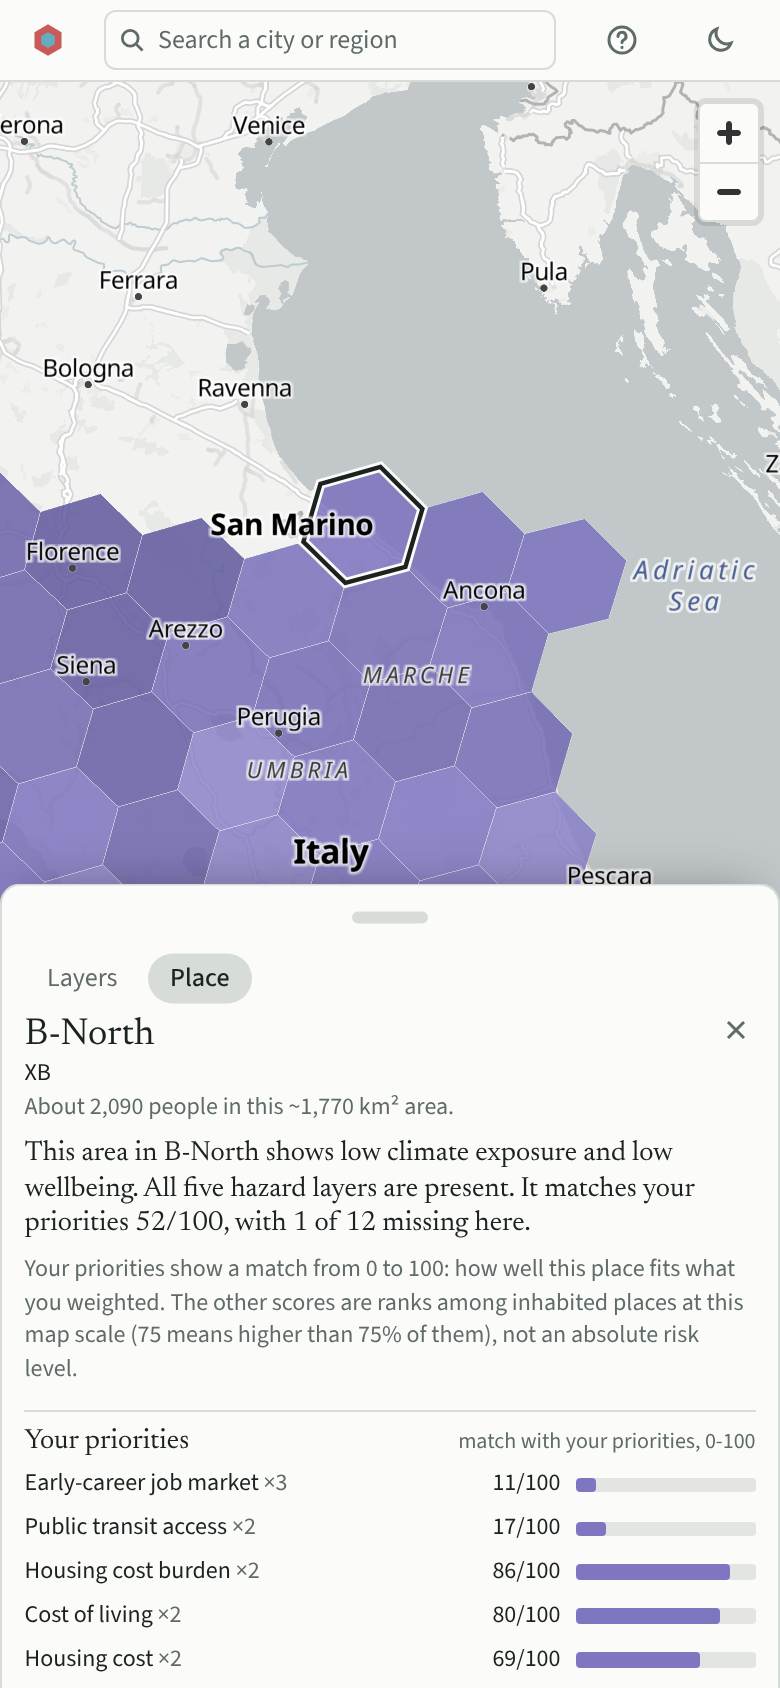 Search a city or region
erona
Venice
Ferrara
Pula
Bologna
Ravenna
Z
San Marino
Florence
Adriatic
Sea
Ancona
Arezzo
Siena
MARCHE
Perugia
UMBRIA
Italy
Pescara
Layers
Place
B-North
XB
About 2,090 people in this ~1,770 km² area.
This area in B-North shows low climate exposure and low
wellbeing. All five hazard layers are present. It matches your
priorities 52/100, with 1 of 12 missing here.
Your priorities show a match from 0 to 100: how well this place fits what
you weighted. The other scores are ranks among inhabited places at this
map scale (75 means higher than 75% of them), not an absolute risk
level.
Your priorities match with your priorities, 0-100
Early-career job market ×3 11/100
Public transit access ×2 17/100
Housing cost burden ×2 86/100
Cost of living ×2 80/100
Housing cost ×2 69/100